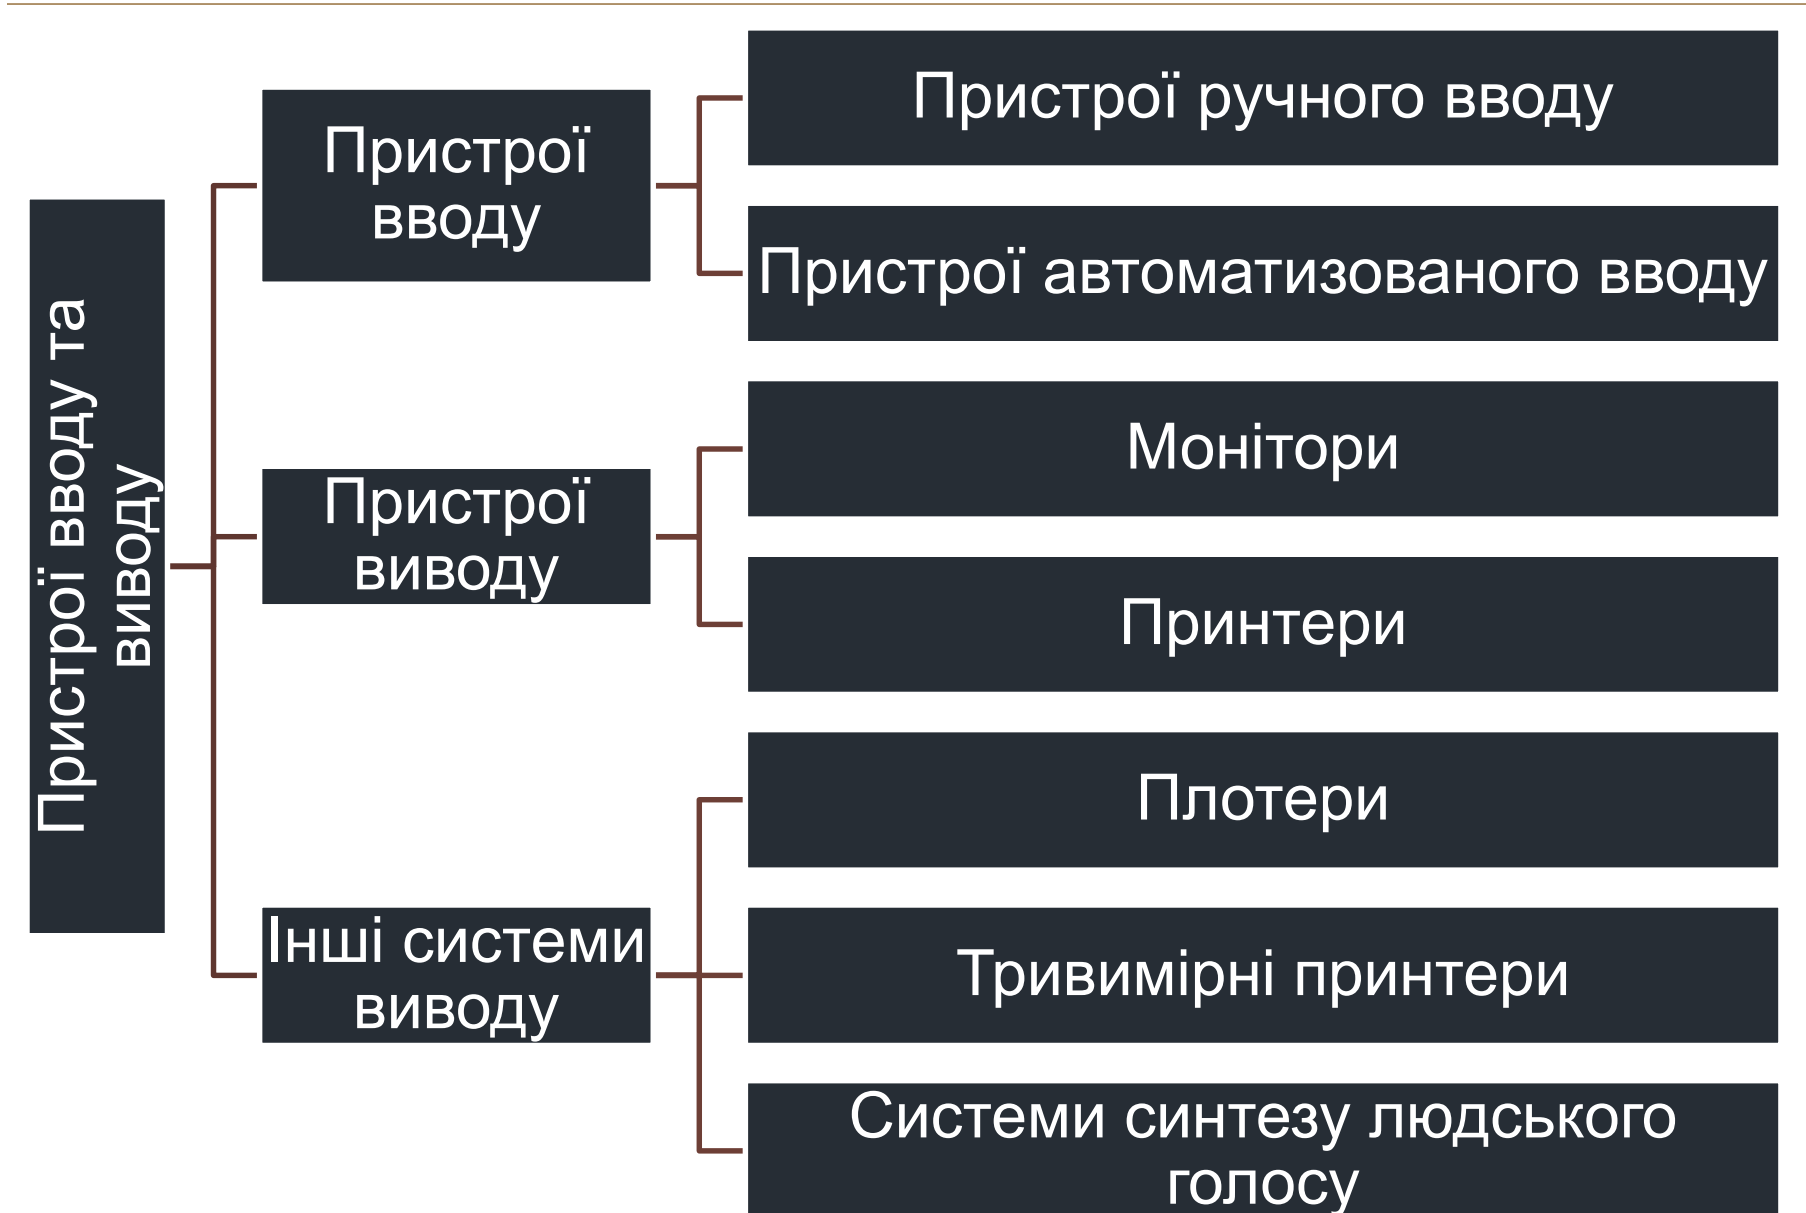 Пристрої вводу та
виводу
Пристрої
вводу
Пристрої ручного вводу
Пристрої автоматизованого вводу
Пристрої
виводу
Монітори
Принтери
Інші системи
виводу
Плотери
Тривимірні принтери
Системи синтезу людського
голосу